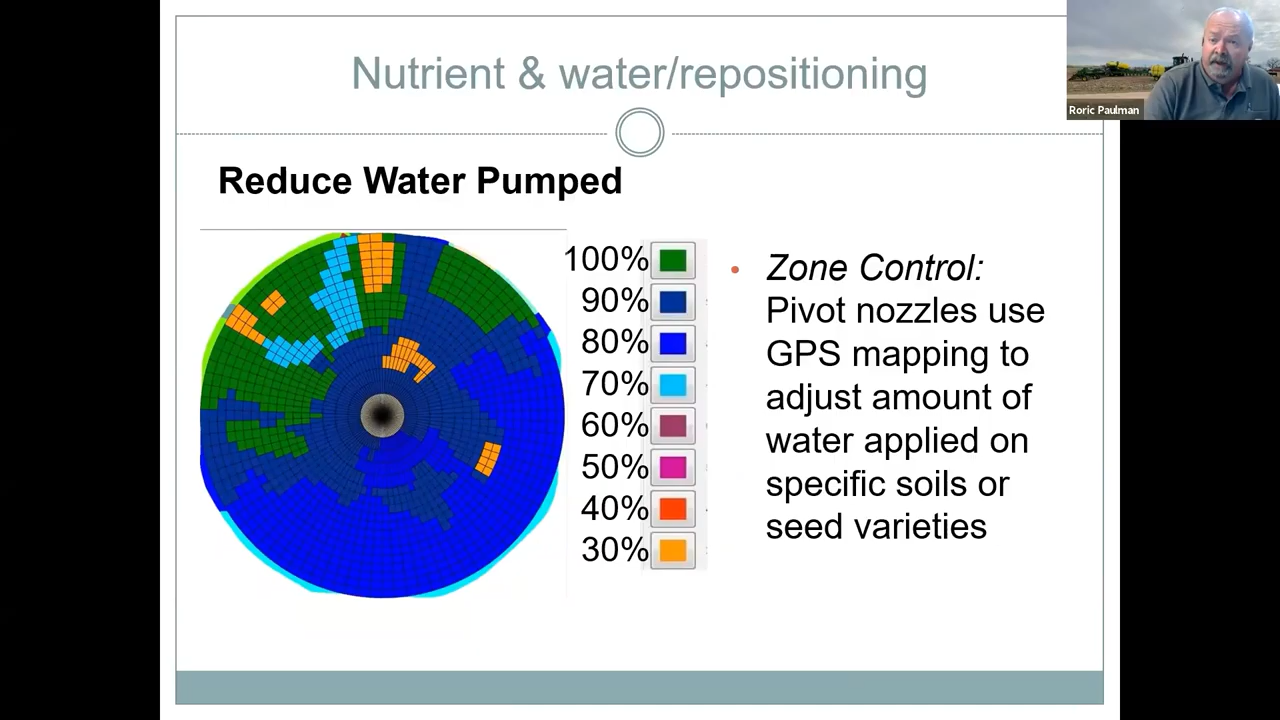 Nutrient & water/repositioning
Roric Paulman
Reduce Water Pumped
100%
90%
80%
70%
60%
50%
40%
30%
• Zone Control:
Pivot nozzles use
GPS mapping to
adjust amount of
water applied on
specific soils or
seed varieties